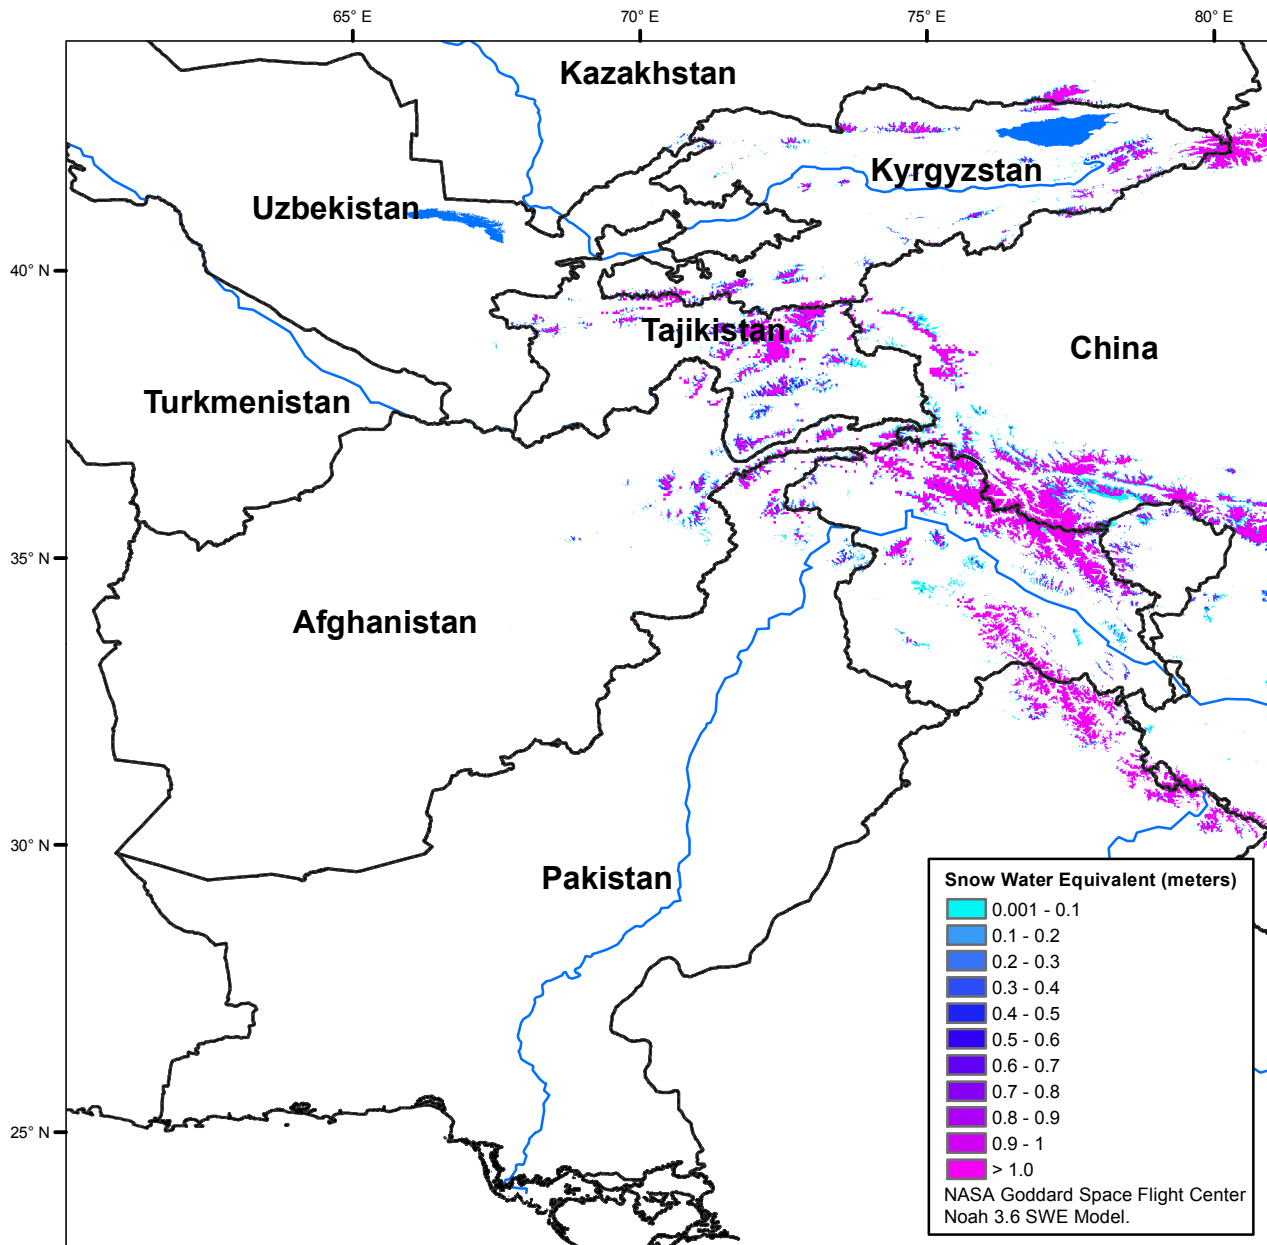 65° E
70° E
75° E
80° E
Kazakhstan
Kyrgyzstan
Uzbekistan
40° N
Tajikistan
China
Turkmenistan
35° N
Afghanistan
30° N
Pakistan
25° N
Snow Water Equivalent (meters)
0.001 - 0.1
0.1 - 0.2
0.2 - 0.3
0.3 - 0.4
0.4 - 0.5
0.5 - 0.6
0.6 - 0.7
0.7 - 0.8
0.8 - 0.9
0.9 - 1
> 1.0
NASA Goddard Space Flight Center
Noah 3.6 SWE Model.